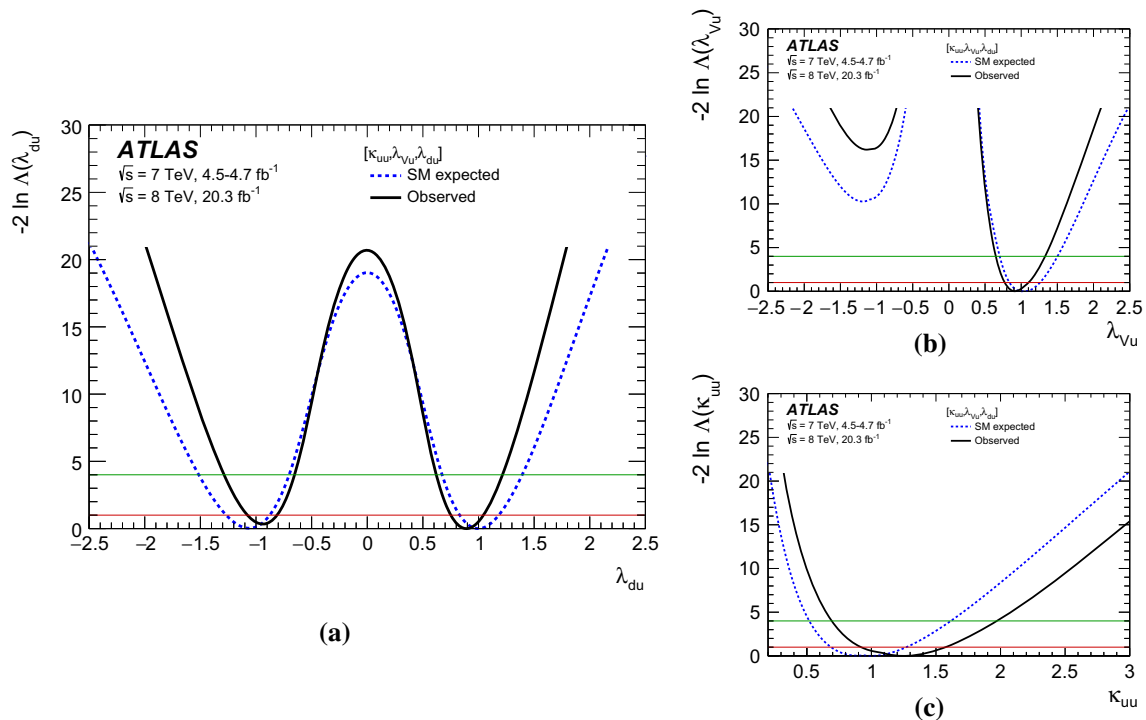 -2 ln Λ(λdu)
30
25
20
15
10
5
0
ATLAS
√s = 7 TeV, 4.5-4.7 fb-1
√s = 8 TeV, 20.3 fb-1
[κuu,λVu,λdu]
SM expected
Observed
−2.5 −2 −1.5 −1 −0.5 0 0.5 1 1.5 2 2.5
λdu
(a)
-2 ln Λ(λVu)
30
25
20
15
10
5
0
ATLAS
√s = 7 TeV, 4.5-4.7 fb-1
√s = 8 TeV, 20.3 fb-1
[κuu,λVu,λdu]
SM expected
Observed
−2.5 −2 −1.5 −1 −0.5 0 0.5 1 1.5 2 2.5
λVu
(b)
-2 ln Λ(κuu)
30
25
20
15
10
5
0
ATLAS
√s = 7 TeV, 4.5-4.7 fb-1
√s = 8 TeV, 20.3 fb-1
[κuu,λVu,λdu]
SM expected
Observed
0.5 1 1.5 2 2.5 3
κuu
(c)